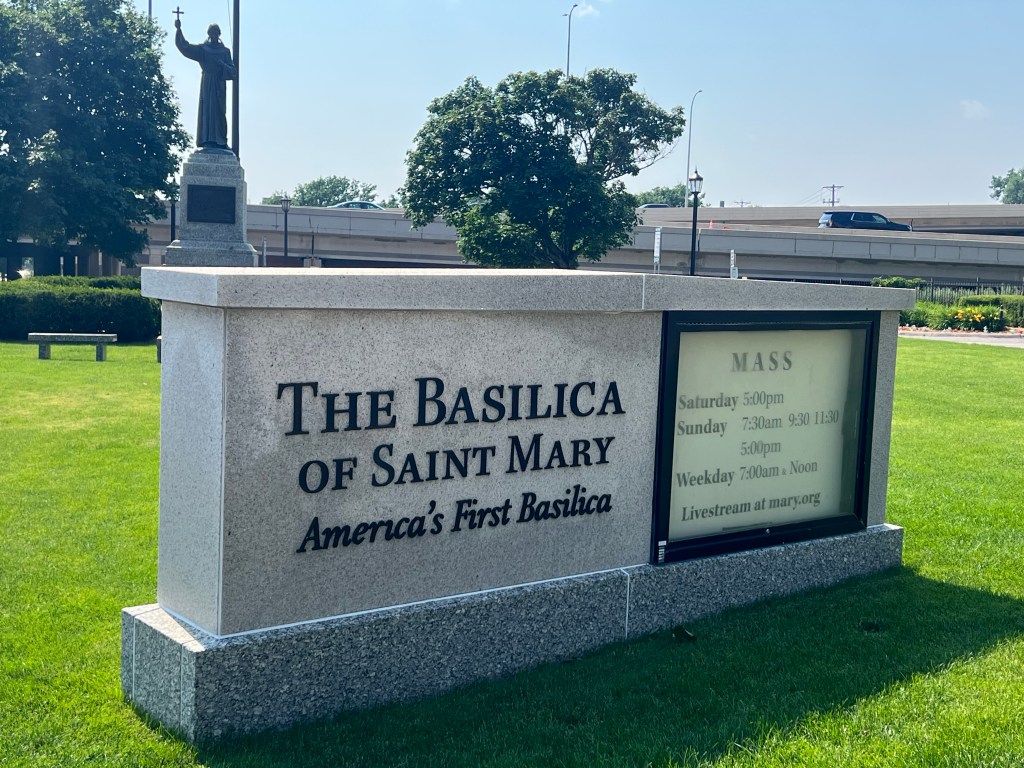 THE BASILICA
OF SAINT MARY
America's First Basilica
MASS
Saturday 5:00pm
Sunday 7:30am 9:30 11:30
5:00pm
Weekday 7:00am & Noon
Livestream at mary.org